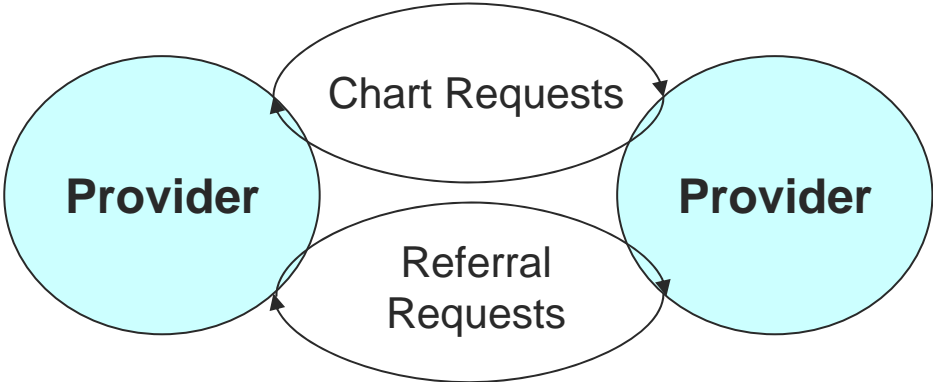 Chart Requests
Provider
Provider
Referral
Requests